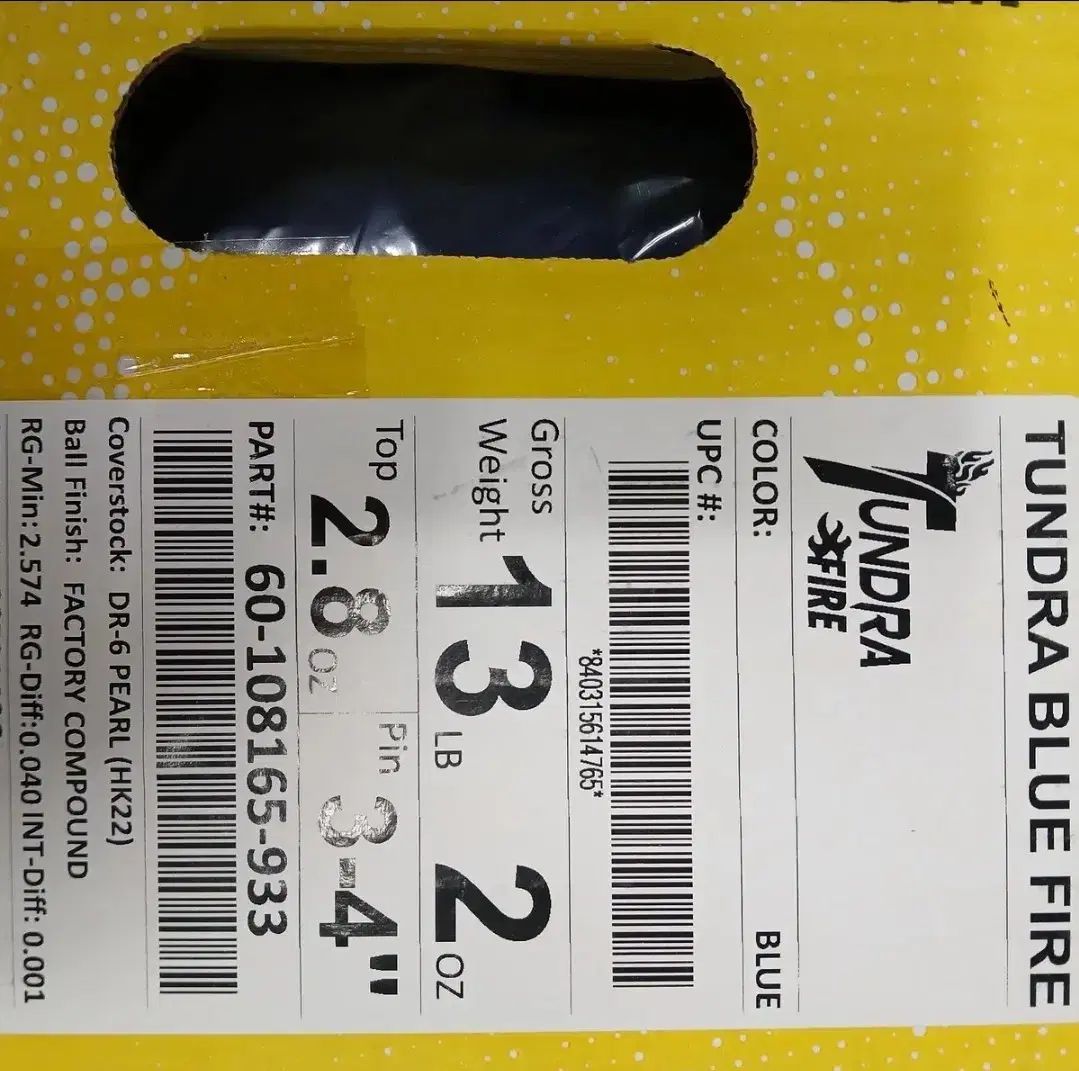 TUNDRA BLUE FIRE
TUNDRA
FIRE
COLOR: BLUE
UPC #:
*840315614765*
Gross Weight 13 LB 2 OZ
Top 2.8 OZ Pin 3-4"
PART#: 60-108165-933
Coverstock: DR-6 PEARL (HK22)
Ball Finish: FACTORY COMPOUND
RG-Min:2.574 RG-Diff:0.040 INT-Diff: 0.001